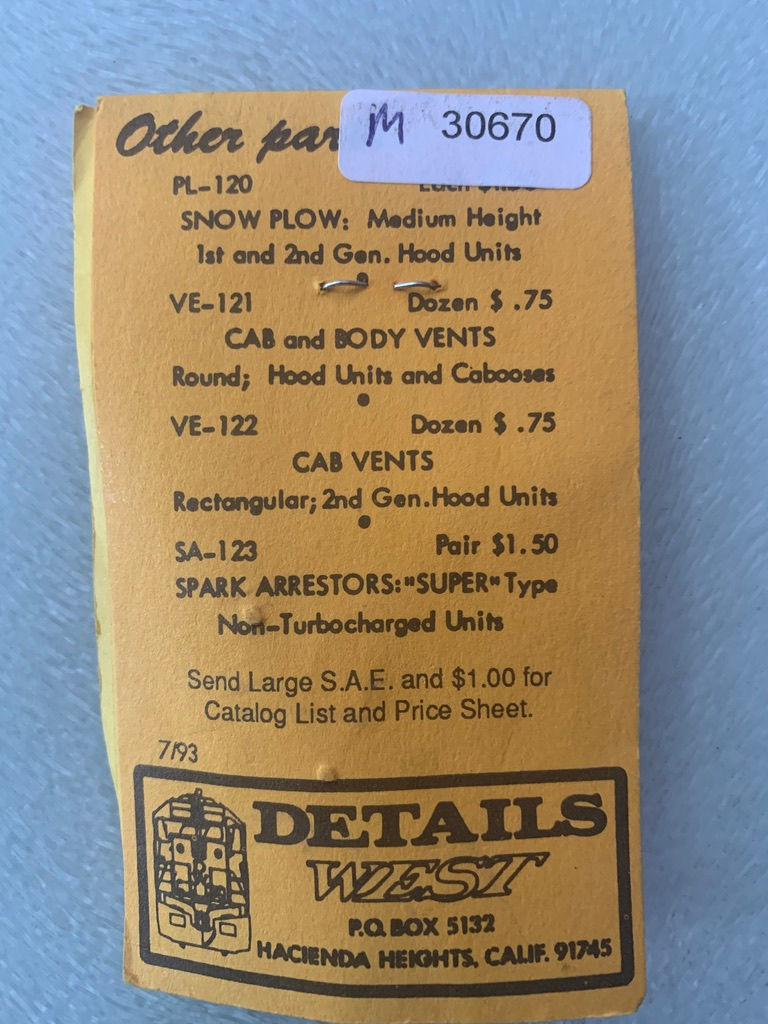 Other
M 30670
PL-120 Each
SNOW PLOW: Medium Height
1st and 2nd Gen. Hood Units
VE-121 Dozen $ .75
CAB and BODY VENTS
Round; Hood Units and Cabooses
VE-122 Dozen $ .75
CAB VENTS
Rectangular; 2nd Gen.Hood Units
SA-123 Pair $1.50
SPARK ARRESTORS:"SUPER" Type
Non-Turbocharged Units
Send Large S.A.E. and $1.00 for
Catalog List and Price Sheet.
7/93
DETAILS
WEST
P.O. BOX 5132
HACIENDA HEIGHTS, CALIF. 91745